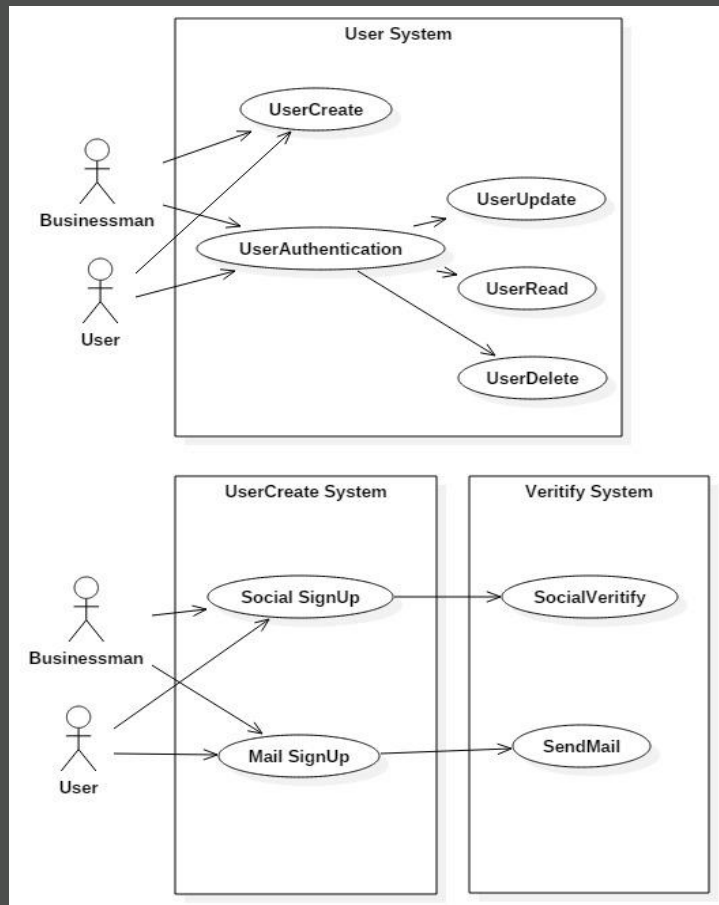 User System
UserCreate
Businessman
UserUpdate
UserAuthentication
User
UserRead
UserDelete
UserCreate System
Veritify System
Social SignUp
SocialVeritify
Businessman
Mail SignUp
SendMail
User